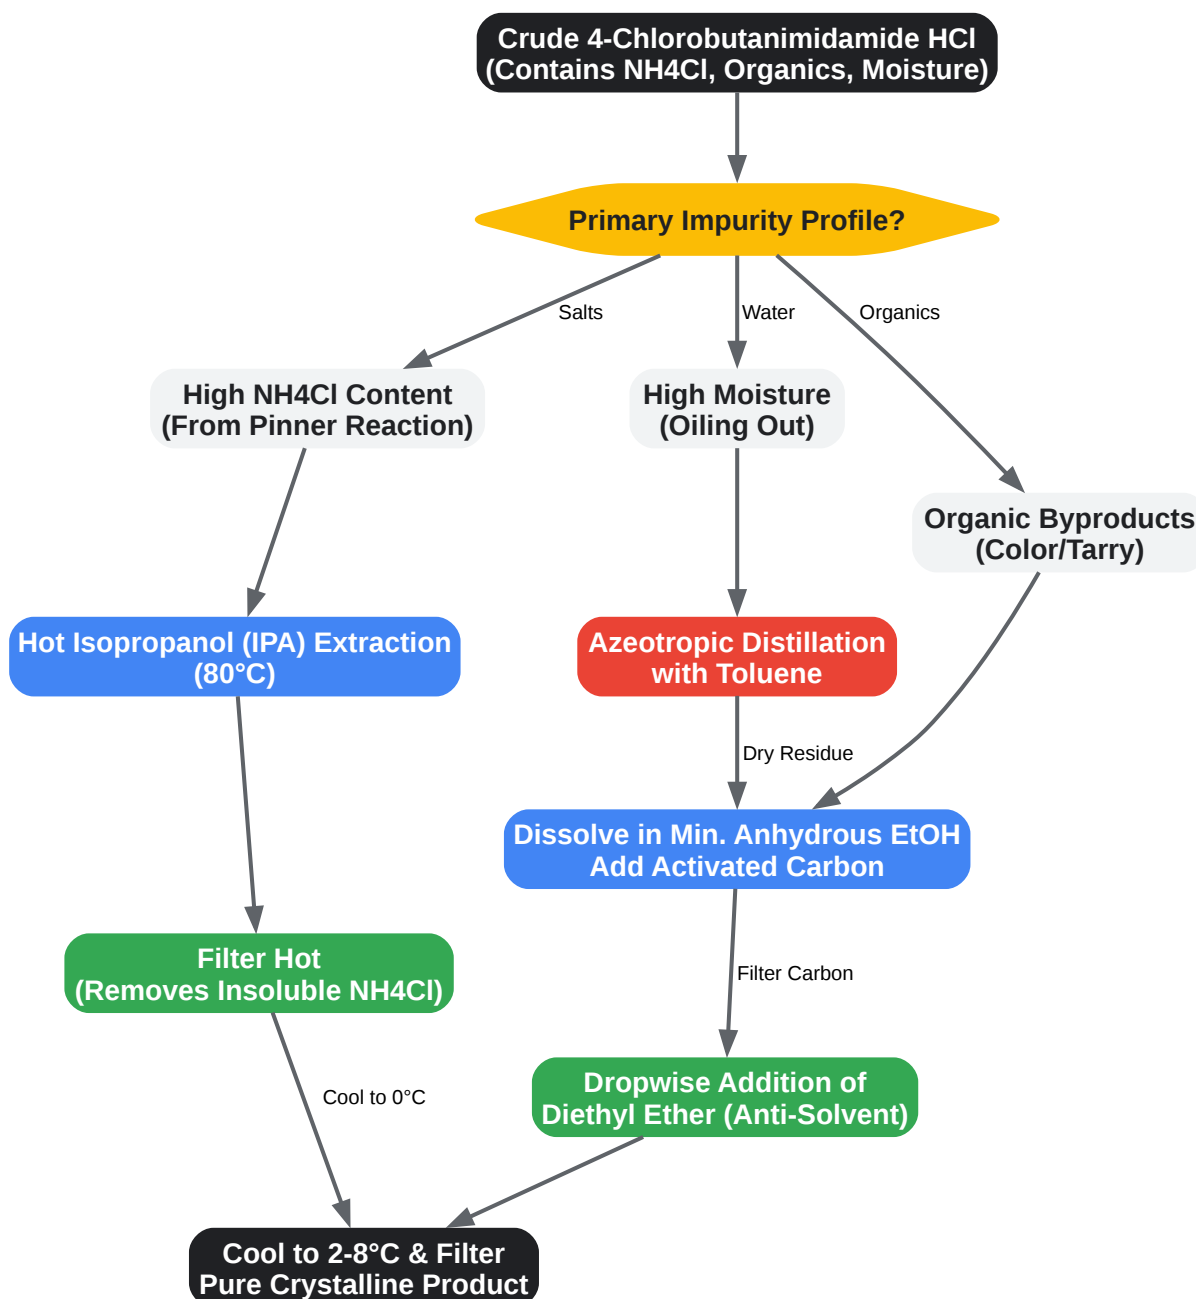 Crude 4-Chlorobutanimidamide HCl
(Contains NH4Cl, Organics, Moisture)
Primary Impurity Profile?
Salts
Water
Organics
High NH4Cl Content
(From Pinner Reaction)
High Moisture
(Oiling Out)
Organic Byproducts
(Color/Tarry)
Hot Isopropanol (IPA) Extraction
(80°C)
Azeotropic Distillation
with Toluene
Dry Residue
Dissolve in Min. Anhydrous EtOH
Add Activated Carbon
Filter Hot
(Removes Insoluble NH4Cl)
Filter Carbon
Dropwise Addition of
Diethyl Ether (Anti-Solvent)
Cool to 0°C
Cool to 2-8°C & Filter
Pure Crystalline Product